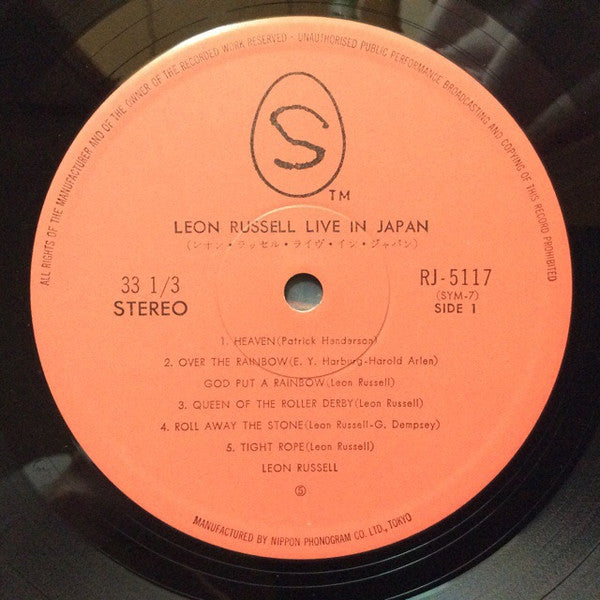 ALL RIGHTS OF THE MANUFACTURER AND OF THE OWNER OF THE RECORDED WORK RESERVED - UNAUTHORISED PUBLIC PERFORMANCE BROADCASTING AND COPYING OF THIS RECORD PROHIBITED
S
TM
LEON RUSSELL LIVE IN JAPAN
(レオン・ラッセル・ライヴ・イン・ジャパン)
33 1/3
STEREO
RJ-5117
(SYM-7)
SIDE 1
1. HEAVEN(Patrick Henderson)
2. OVER THE RAINBOW(E. Y. Harburg-Harold Arlen)
GOD PUT A RAINBOW(Leon Russell)
3. QUEEN OF THE ROLLER DERBY(Leon Russell)
4. ROLL AWAY THE STONE(Leon Russell-G. Dempsey)
5. TIGHT ROPE(Leon Russell)
LEON RUSSELL
Ⓢ
MANUFACTURED BY NIPPON PHONOGRAM CO. LTD., TOKYO